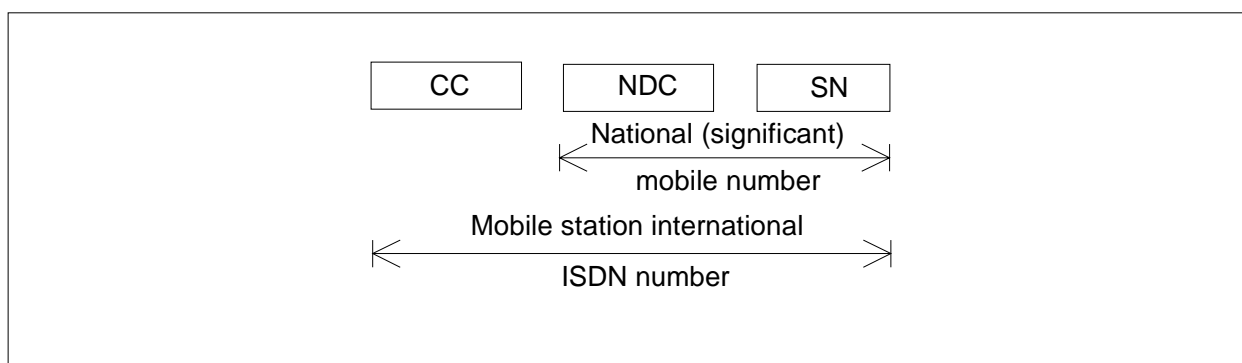 CC NDC SN
National (significant)
mobile number
Mobile station international
ISDN number